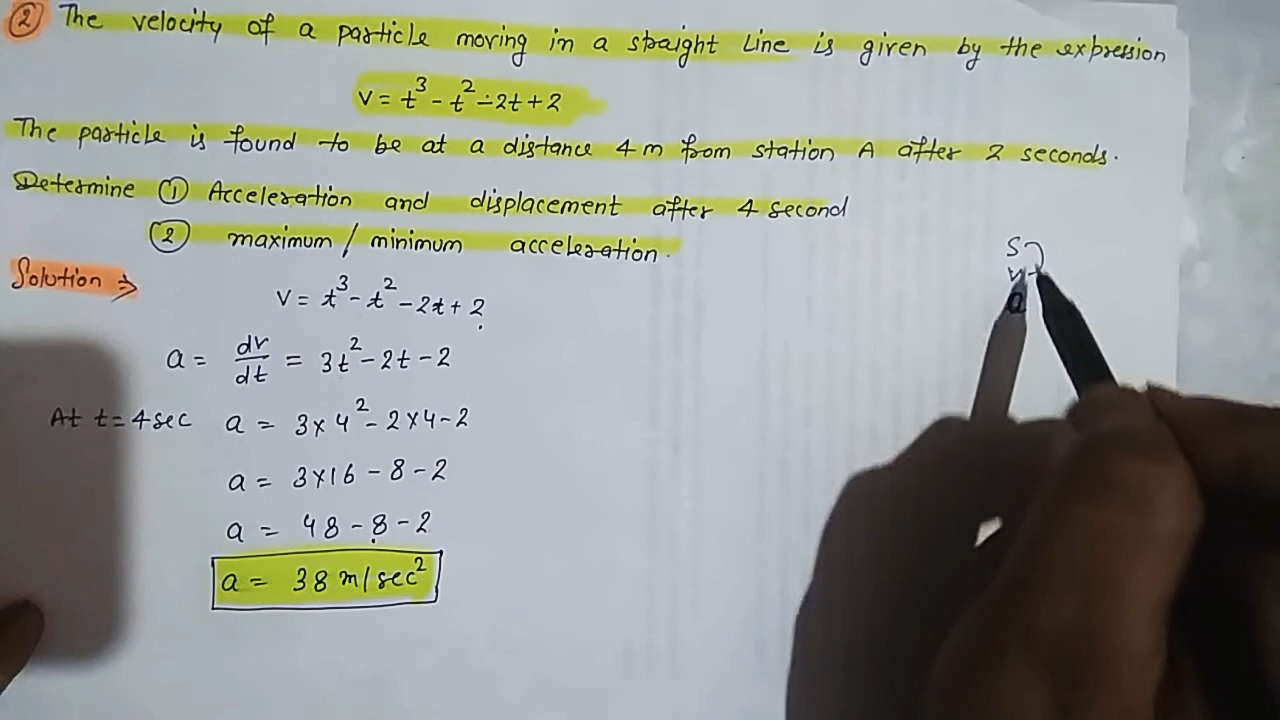 ② The velocity of a particle moving in a straight Line is given by the expression
v = t³ - t² - 2t + 2
The particle is found to be at a distance 4 m from station A after 2 seconds.
Determine ① Acceleration and displacement after 4 second
② maximum / minimum acceleration.
Solution ⇒
v = t³ - t² - 2t + 2
a = dv/dt = 3t² - 2t - 2
At t = 4 sec a = 3 × 4² - 2 × 4 - 2
a = 3 × 16 - 8 - 2
a = 48 - 8 - 2
a = 38 m/sec²
S
v
a